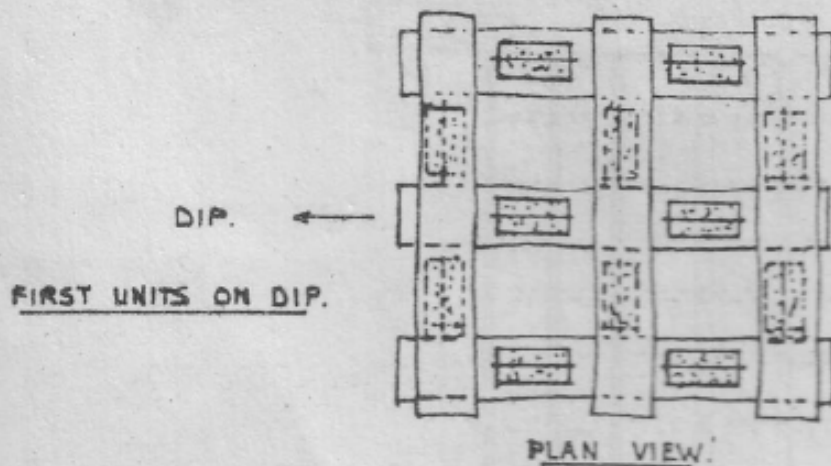 DIP.
FIRST UNITS ON DIP.
PLAN VIEW.